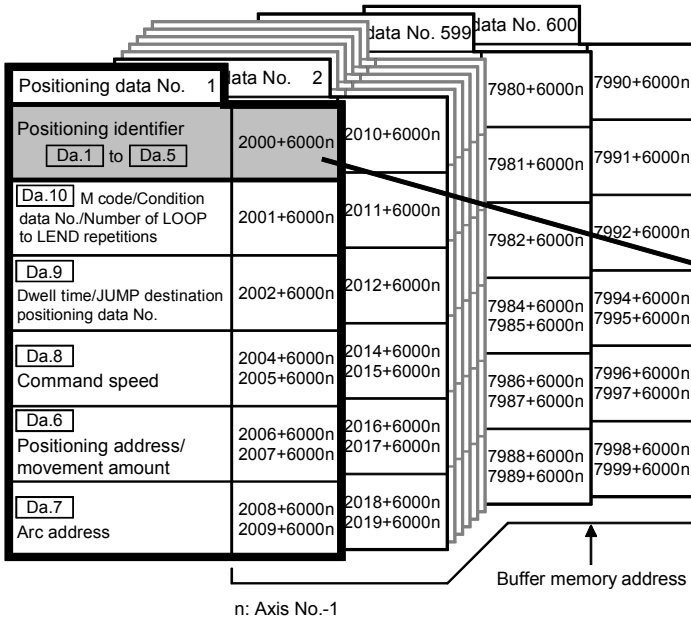 Positioning data No. 1
data No. 2
data No. 599
data No. 600
Positioning identifier
Da.1 to Da.5
2000+6000n
Da.10 M code/Condition
data No./Number of LOOP
to LEND repetitions
2001+6000n
Da.9
Dwell time/JUMP destination
positioning data No.
2002+6000n
Da.8
Command speed
2004+6000n
2005+6000n
Da.6
Positioning address/
movement amount
2006+6000n
2007+6000n
Da.7
Arc address
2008+6000n
2009+6000n
2010+6000n
2011+6000n
2012+6000n
2014+6000n
2015+6000n
2016+6000n
2017+6000n
2018+6000n
2019+6000n
7980+6000n
7981+6000n
7982+6000n
7984+6000n
7985+6000n
7986+6000n
7987+6000n
7988+6000n
7989+6000n
7990+6000n
7991+6000n
7992+6000n
7994+6000n
7995+6000n
7996+6000n
7997+6000n
7998+6000n
7999+6000n
Buffer memory address
n: Axis No.-1